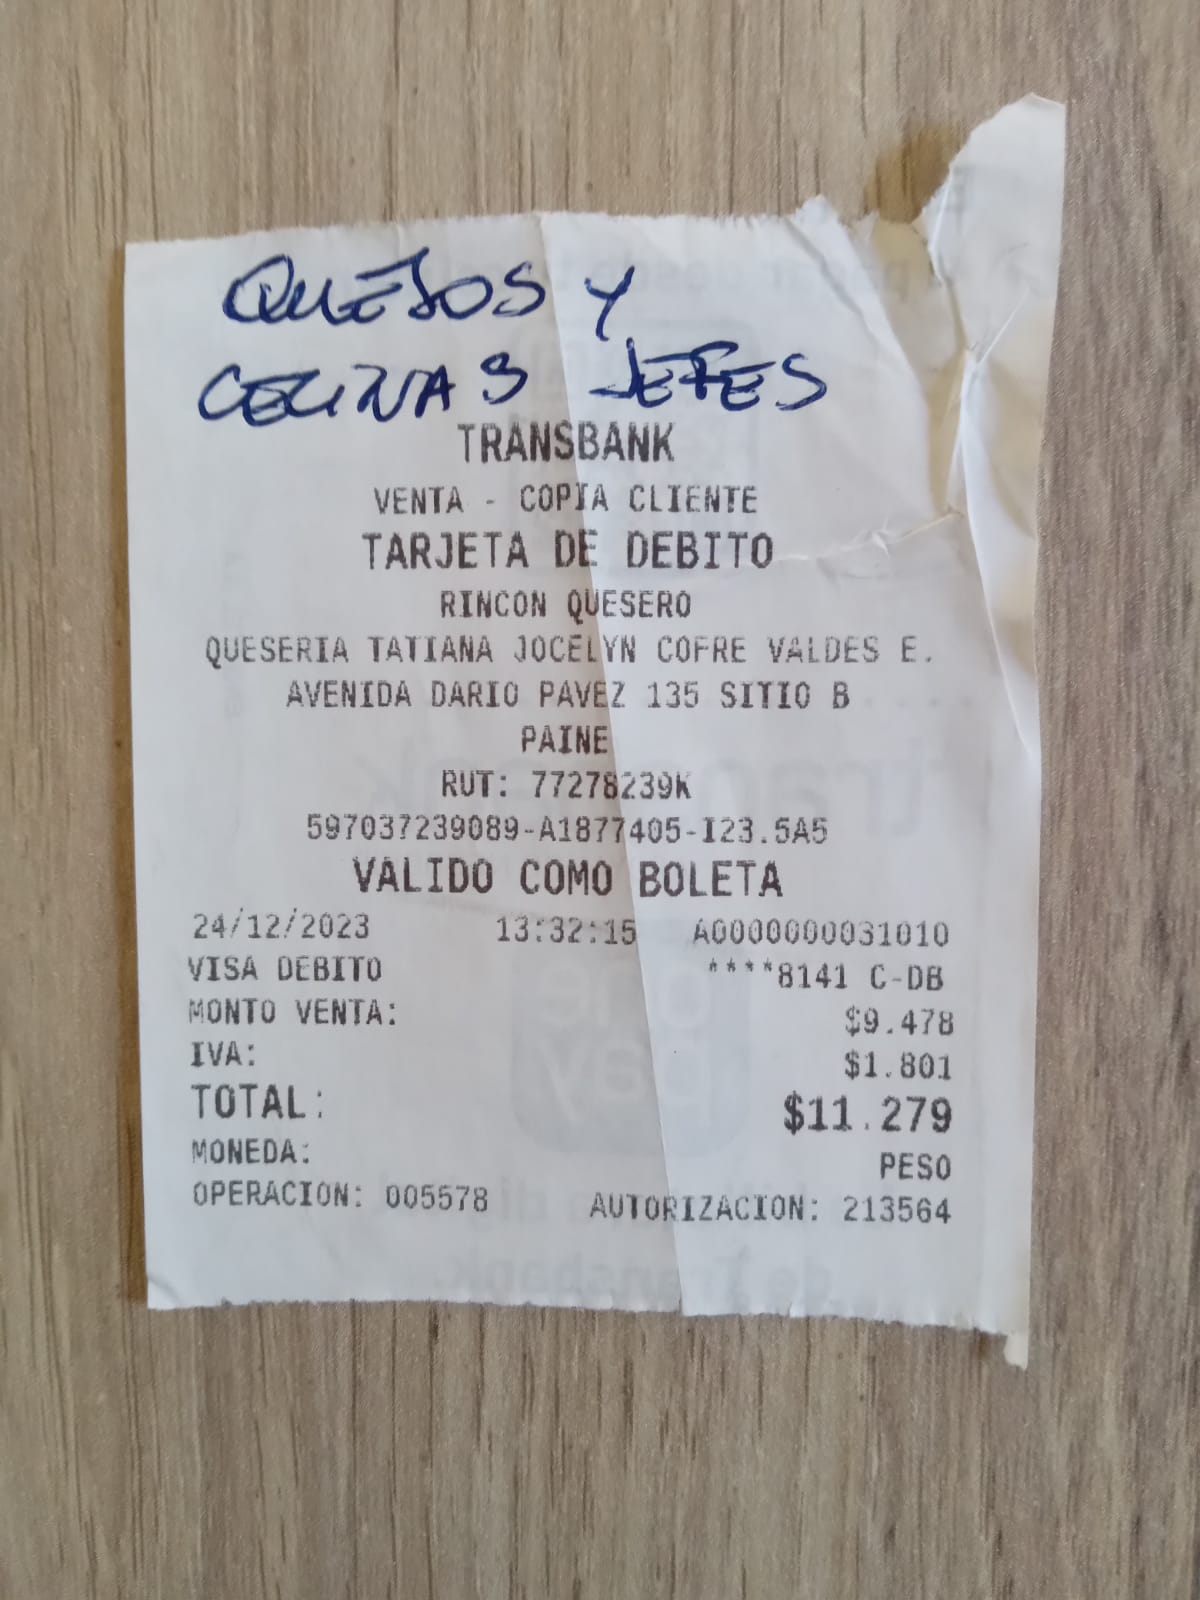 QUESOS Y
CECINAS JEFES
TRANSBANK
VENTA - COPIA CLIENTE
TARJETA DE DEBITO
RINCON QUESERO
QUESERIA TATIANA JOCELYN COFRE VALDES E.
AVENIDA DARIO PAVEZ 135 SITIO B
PAINE
RUT: 77278239K
597037239089-A1877405-I23.5A5
VALIDO COMO BOLETA
24/12/2023 13:32:15 A0000000031010
VISA DEBITO ****8141 C-DB
MONTO VENTA: $9.478
IVA: $1.801
TOTAL: $11.279
MONEDA: PESO
OPERACION: 005578 AUTORIZACION: 213564